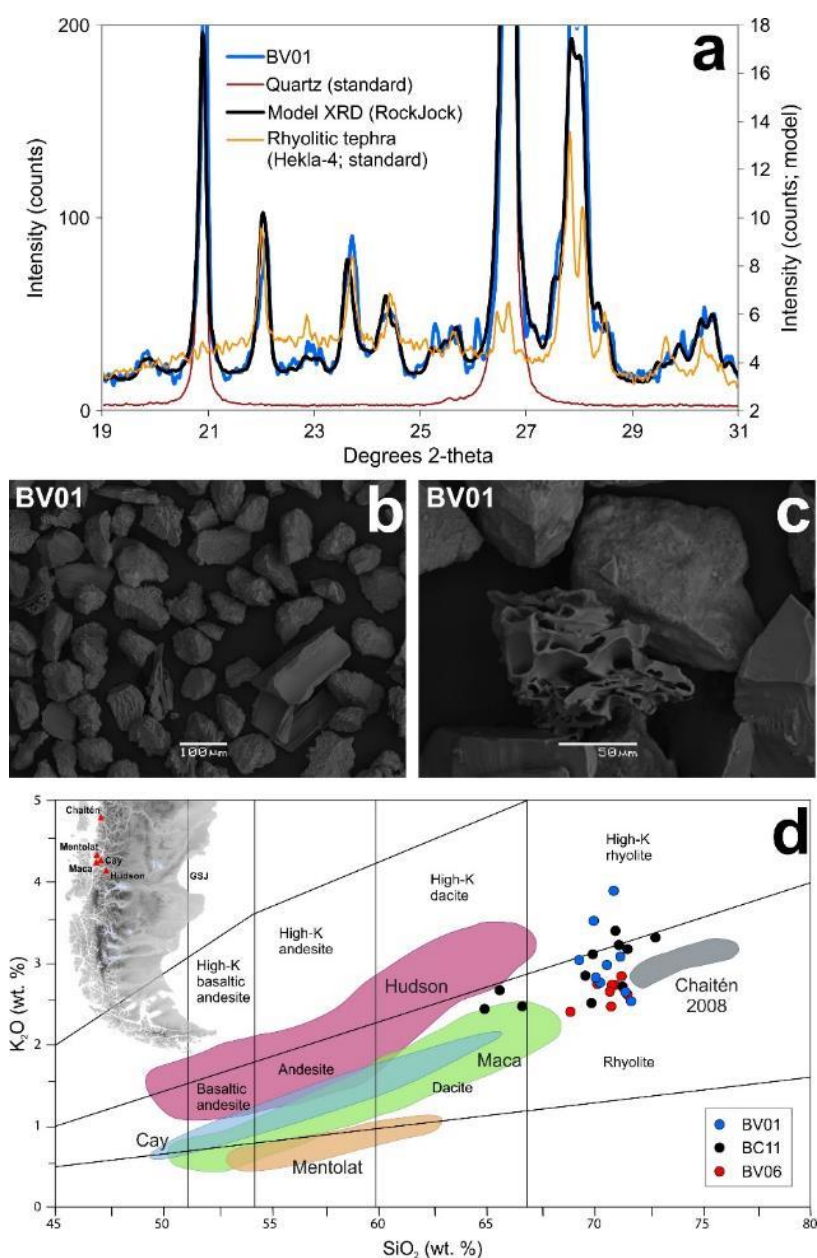 a
200
100
0
Intensity (counts)
BV01
Quartz (standard)
Model XRD (RockJock)
Rhyolitic tephra
(Hekla-4; standard)
18
16
14
12
10
8
6
4
2
Intensity (counts; model)
19
21
23
25
27
29
31
Degrees 2-theta
BV01
b
100µm
BV01
c
50µm
d
5
4
3
2
1
0
K2O (wt. %)
Chaitén
Mentolat
Cay
Maca
Hudson
GSJ
High-K
basaltic
andesite
High-K
andesite
High-K
dacite
High-K
rhyolite
Hudson
Chaitén
2008
Maca
Andesite
Basaltic
andesite
Dacite
Rhyolite
Cay
Mentolat
BV01
BC11
BV06
45
50
55
60
65
70
75
80
SiO2 (wt. %)